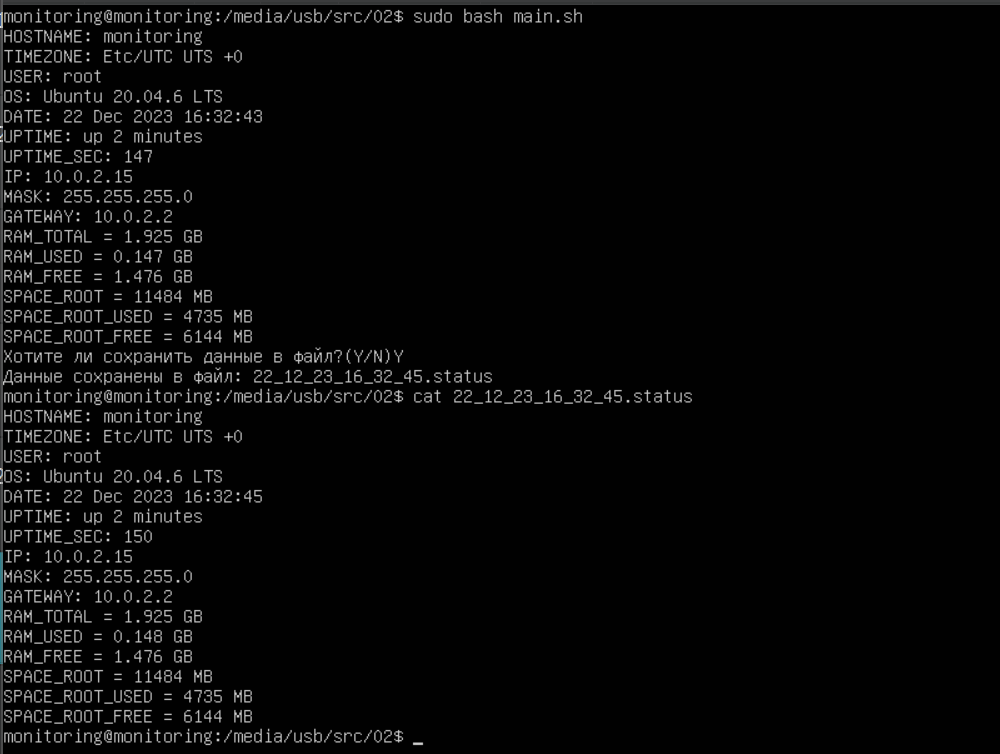 monitoring@monitoring:/media/usb/src/02$ sudo bash main.sh
HOSTNAME: monitoring
TIMEZONE: Etc/UTC UTS +0
USER: root
OS: Ubuntu 20.04.6 LTS
DATE: 22 Dec 2023 16:32:43
UPTIME: up 2 minutes
UPTIME_SEC: 147
IP: 10.0.2.15
MASK: 255.255.255.0
GATEWAY: 10.0.2.2
RAM_TOTAL = 1.925 GB
RAM_USED = 0.147 GB
RAM_FREE = 1.476 GB
SPACE_ROOT = 11484 MB
SPACE_ROOT_USED = 4735 MB
SPACE_ROOT_FREE = 6144 MB
Хотите ли сохранить данные в файл?(Y/N)Y
Данные сохранены в файл: 22_12_23_16_32_45.status
monitoring@monitoring:/media/usb/src/02$ cat 22_12_23_16_32_45.status
HOSTNAME: monitoring
TIMEZONE: Etc/UTC UTS +0
USER: root
OS: Ubuntu 20.04.6 LTS
DATE: 22 Dec 2023 16:32:45
UPTIME: up 2 minutes
UPTIME_SEC: 150
IP: 10.0.2.15
MASK: 255.255.255.0
GATEWAY: 10.0.2.2
RAM_TOTAL = 1.925 GB
RAM_USED = 0.148 GB
RAM_FREE = 1.476 GB
SPACE_ROOT = 11484 MB
SPACE_ROOT_USED = 4735 MB
SPACE_ROOT_FREE = 6144 MB
monitoring@monitoring:/media/usb/src/02$ _